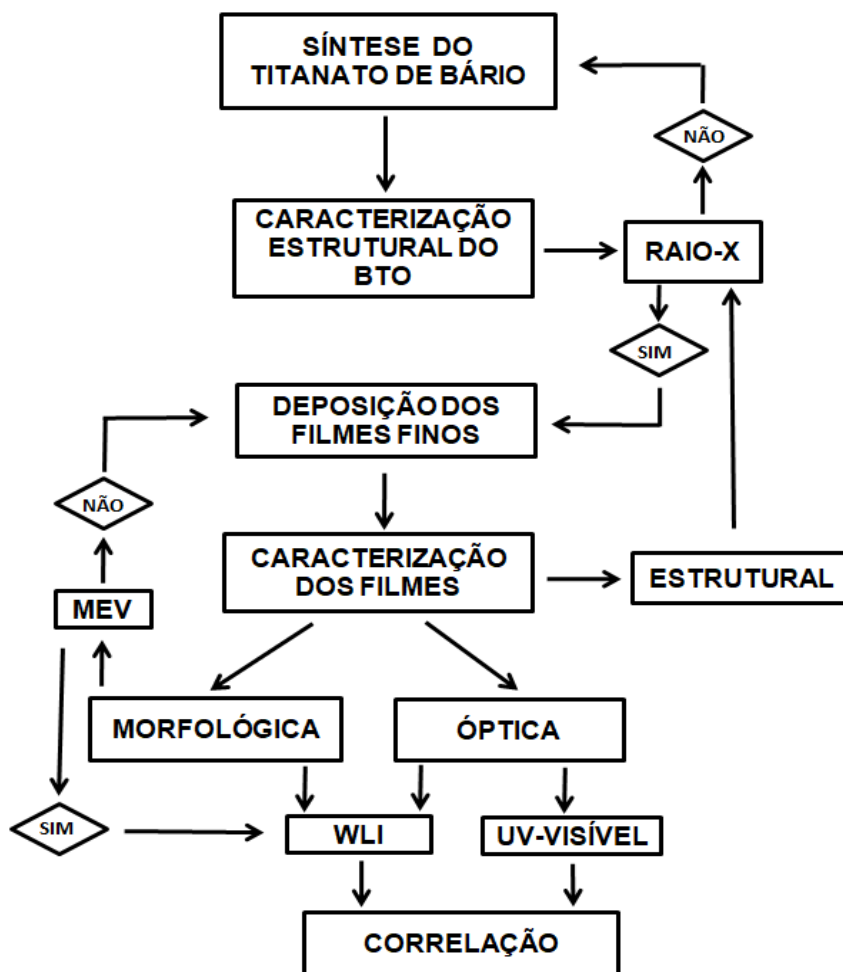 SÍNTESE DO
TITANATO DE BÁRIO
NÃO
CARACTERIZAÇÃO
ESTRUTURAL DO
BTO
RAIO-X
SIM
DEPOSIÇÃO DOS
FILMES FINOS
NÃO
CARACTERIZAÇÃO
DOS FILMES
ESTRUTURAL
MEV
MORFOLÓGICA
ÓPTICA
SIM
WLI
UV-VISÍVEL
CORRELAÇÃO